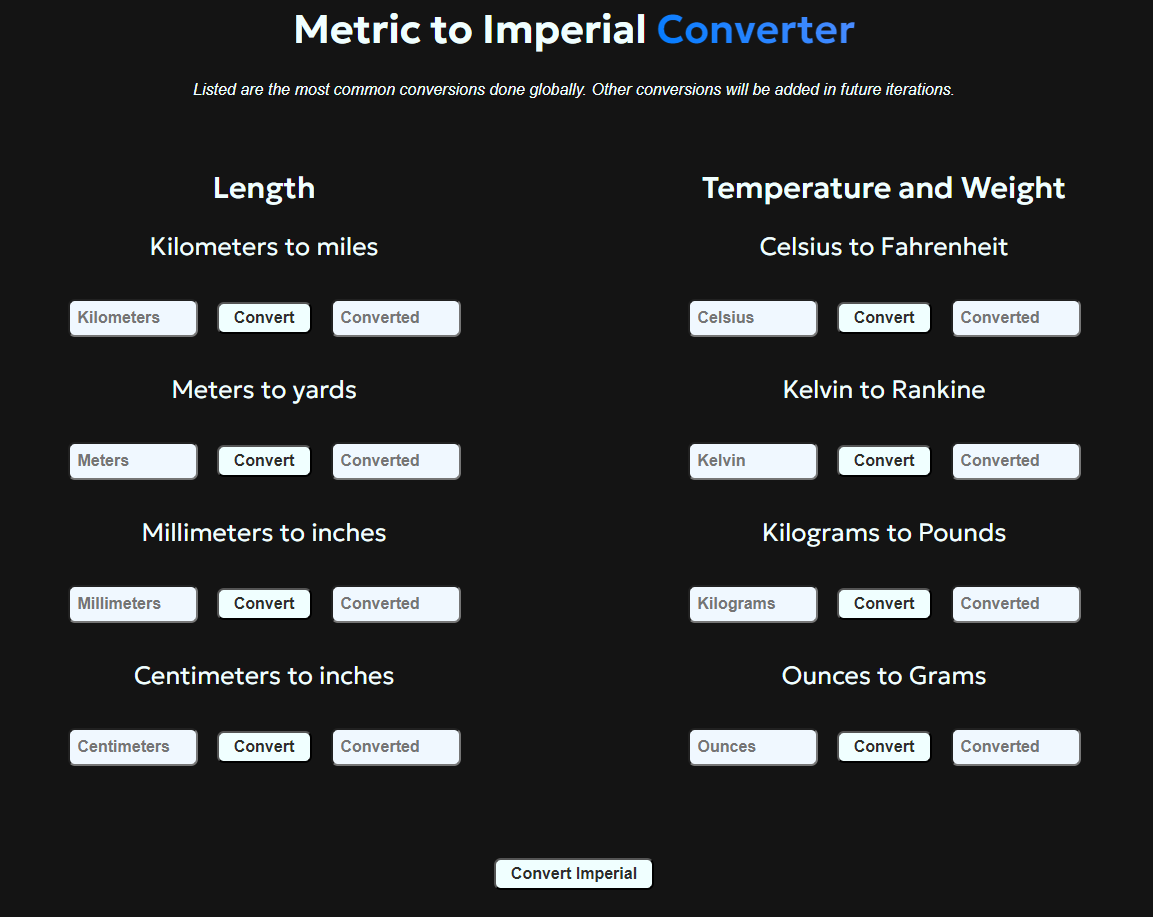 Metric to Imperial Converter
Listed are the most common conversions done globally. Other conversions will be added in future iterations.
Length
Kilometers to miles
Kilometers Convert Converted
Meters to yards
Meters Convert Converted
Millimeters to inches
Millimeters Convert Converted
Centimeters to inches
Centimeters Convert Converted
Temperature and Weight
Celsius to Fahrenheit
Celsius Convert Converted
Kelvin to Rankine
Kelvin Convert Converted
Kilograms to Pounds
Kilograms Convert Converted
Ounces to Grams
Ounces Convert Converted
Convert Imperial